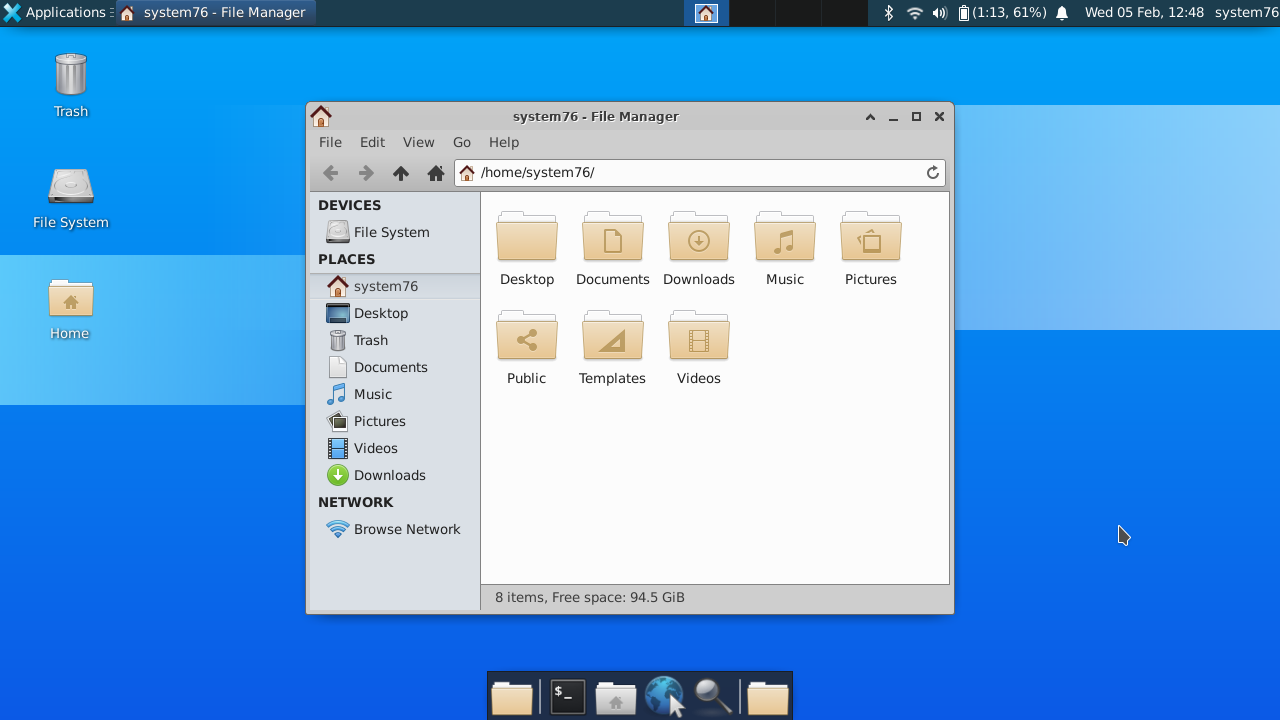 Applications
system76 - File Manager
(1:13, 61%)
Wed 05 Feb, 12:48
system76
Trash
File System
Home
system76 - File Manager
File Edit View Go Help
/home/system76/
DEVICES
File System
PLACES
system76
Desktop
Trash
Documents
Music
Pictures
Videos
Downloads
NETWORK
Browse Network
Desktop Documents Downloads Music Pictures
Public Templates Videos
8 items, Free space: 94.5 GiB
$_